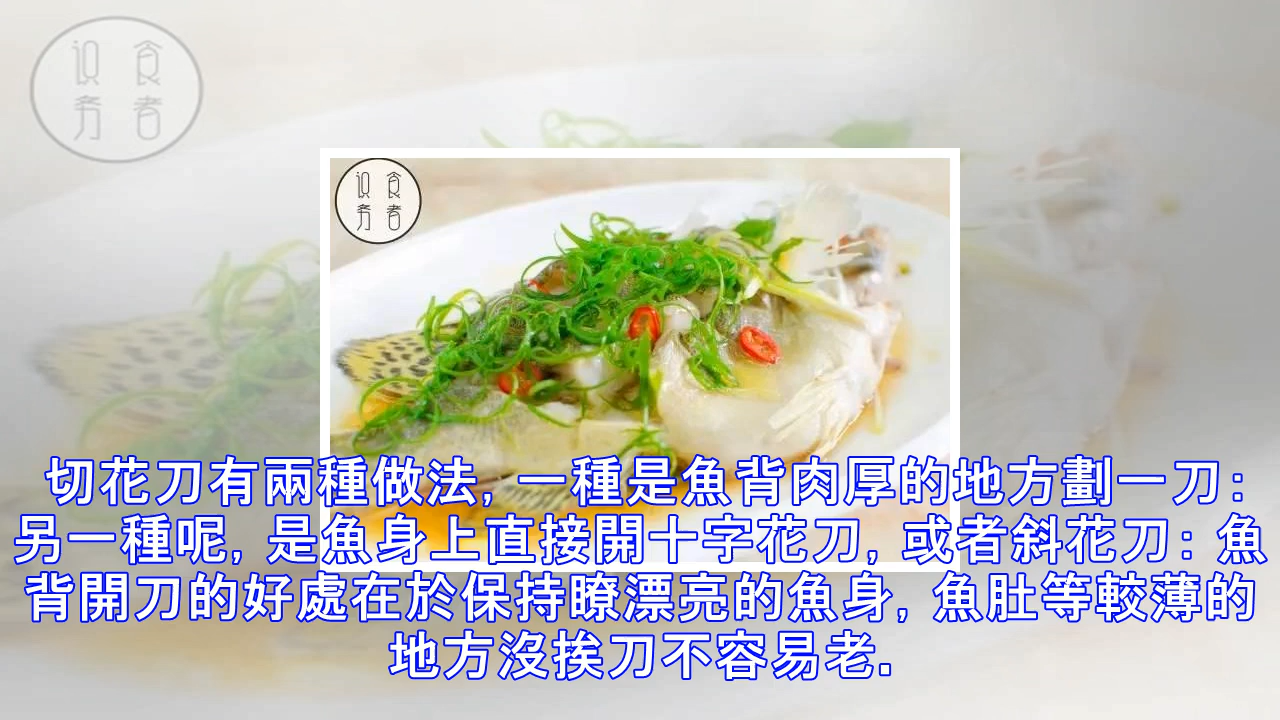 识食
务者
识食
务者
切花刀有兩種做法, 一種是魚背肉厚的地方劃一刀:
另一種呢, 是魚身上直接開十字花刀, 或者斜花刀: 魚
背開刀的好處在於保持瞭漂亮的魚身, 魚肚等較薄的
地方沒挨刀不容易老.